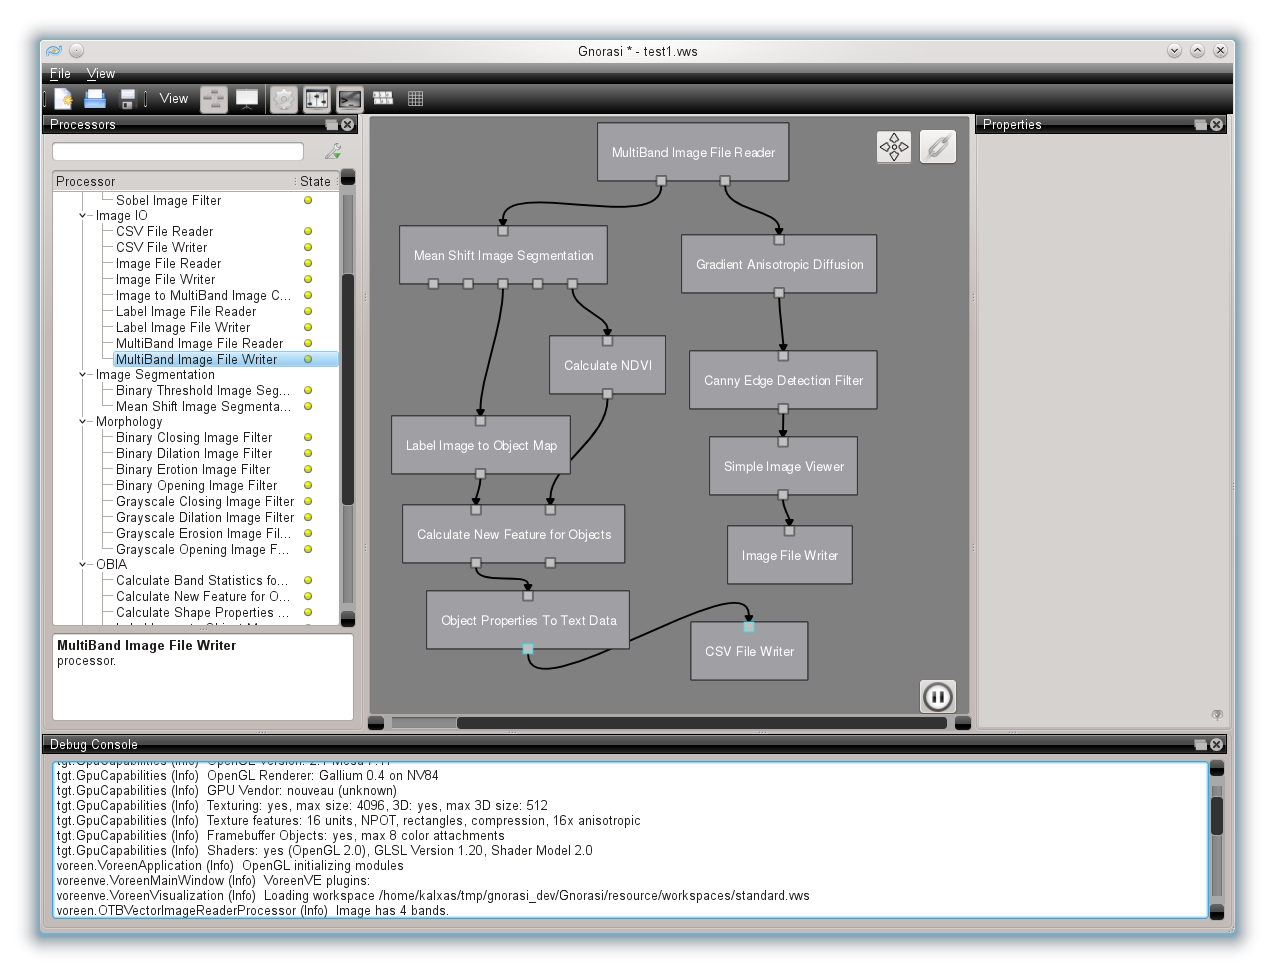 Gnorasi * - test1.vws
File View
View
Processors
Processor State
Sobel Image Filter
Image IO
CSV File Reader
CSV File Writer
Image File Reader
Image File Writer
Image to MultiBand Image C...
Label Image File Reader
Label Image File Writer
MultiBand Image File Reader
MultiBand Image File Writer
Image Segmentation
Binary Threshold Image Seg...
Mean Shift Image Segmenta...
Morphology
Binary Closing Image Filter
Binary Dilation Image Filter
Binary Erotion Image Filter
Binary Opening Image Filter
Grayscale Closing Image Filter
Grayscale Dilation Image Filter
Grayscale Erosion Image Fil...
Grayscale Opening Image F...
OBIA
Calculate Band Statistics fo...
Calculate New Feature for O...
Calculate Shape Properties ...
MultiBand Image File Writer
processor.
MultiBand Image File Reader
Mean Shift Image Segmentation
Gradient Anisotropic Diffusion
Calculate NDVI
Canny Edge Detection Filter
Label Image to Object Map
Simple Image Viewer
Calculate New Feature for Objects
Image File Writer
Object Properties To Text Data
CSV File Writer
Properties
Debug Console
tgt.GpuCapabilities (Info) OpenGL Version: 2.1 Mesa 7.11
tgt.GpuCapabilities (Info) OpenGL Renderer: Gallium 0.4 on NV84
tgt.GpuCapabilities (Info) GPU Vendor: nouveau (unknown)
tgt.GpuCapabilities (Info) Texturing: yes, max size: 4096, 3D: yes, max 3D size: 512
tgt.GpuCapabilities (Info) Texture features: 16 units, NPOT, rectangles, compression, 16x anisotropic
tgt.GpuCapabilities (Info) Framebuffer Objects: yes, max 8 color attachments
tgt.GpuCapabilities (Info) Shaders: yes (OpenGL 2.0), GLSL Version 1.20, Shader Model 2.0
voreen.VoreenApplication (Info) OpenGL initializing modules
voreenve.VoreenMainWindow (Info) VoreenVE plugins:
voreenve.VoreenVisualization (Info) Loading workspace /home/kalxas/tmp/gnorasi_dev/Gnorasi/resource/workspaces/standard.vws
voreen.OTBVectorImageReaderProcessor (Info) Image has 4 bands.